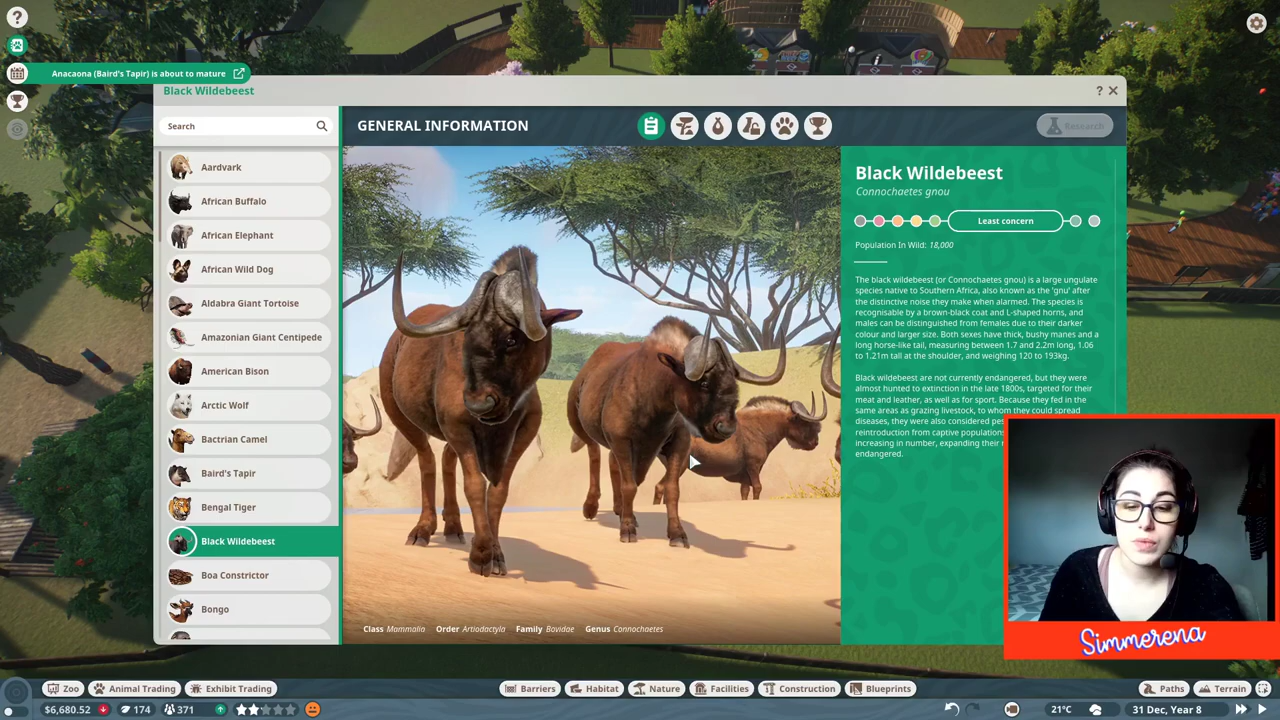 Anacaona (Baird's Tapir) is about to mature
Black Wildebeest
Search
GENERAL INFORMATION
Research
Aardvark
African Buffalo
African Elephant
African Wild Dog
Aldabra Giant Tortoise
Amazonian Giant Centipede
American Bison
Arctic Wolf
Bactrian Camel
Baird's Tapir
Bengal Tiger
Black Wildebeest
Boa Constrictor
Bongo
Class Mammalia Order Artiodactyla Family Bovidae Genus Connochaetes
Black Wildebeest
Connochaetes gnou
Least concern
Population In Wild: 18,000
The black wildebeest (or Connochaetes gnou) is a large ungulate
species native to Southern Africa, also known as the 'gnu' after
the distinctive noise they make when alarmed. The species is
recognisable by a brown-black coat and L-shaped horns, and
males can be distinguished from females due to their darker
colour and larger size. Both sexes have thick, bushy manes and a
long horse-like tail, measuring between 1.7 and 2.2m long, 1.06
to 1.21m tall at the shoulder, and weighing 120 to 193kg.
Black wildebeest are not currently endangered, but they were
almost hunted to extinction in the late 1800s, targeted for their
meat and leather, as well as for sport. Because they fed in the
same areas as grazing livestock, to whom they could spread
diseases, they were also considered
reintroduction from captive
increasing in number, expanding their
endangered.
Simmerena
Zoo Animal Trading Exhibit Trading Barriers Habitat Nature Facilities Construction Blueprints Paths Terrain
$6,680.52 174 371 21°C 31 Dec, Year 8